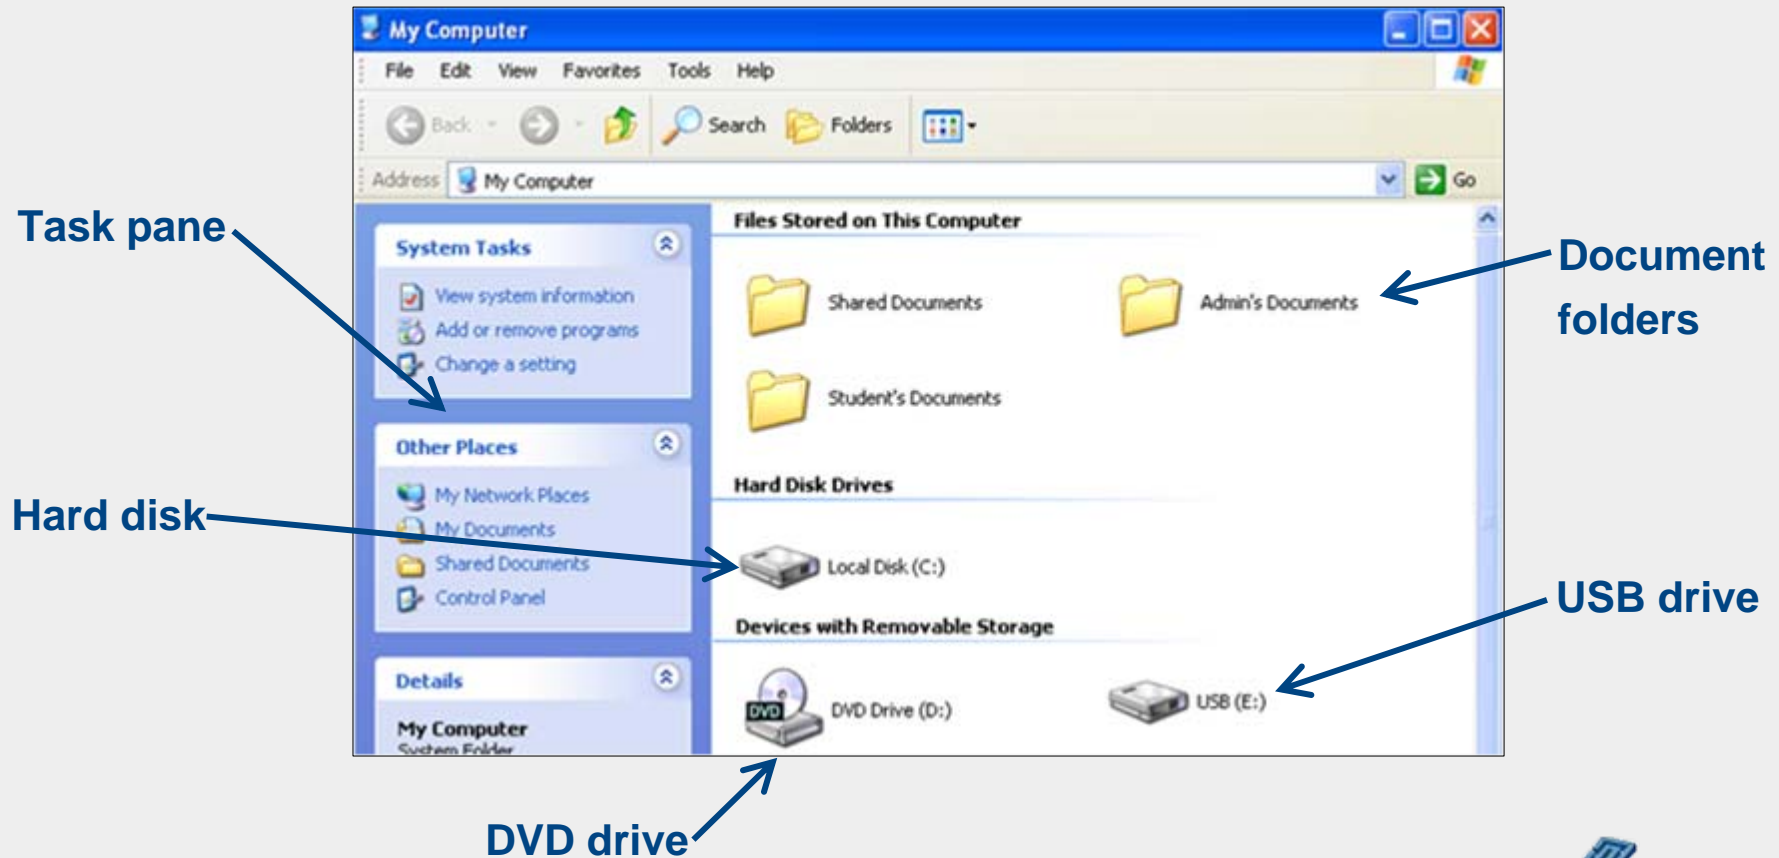 My Computer
File Edit View Favorites Tools Help
Back Search Folders
Address My Computer Go
Task pane
System Tasks
View system information
Add or remove programs
Change a setting
Other Places
My Network Places
My Documents
Shared Documents
Control Panel
Details
My Computer
System Folder
Files Stored on This Computer
Shared Documents
Admin's Documents
Student's Documents
Hard Disk Drives
Local Disk (C:)
Devices with Removable Storage
DVD
DVD Drive (D:)
USB (E:)
Document
folders
Hard disk
USB drive
DVD drive